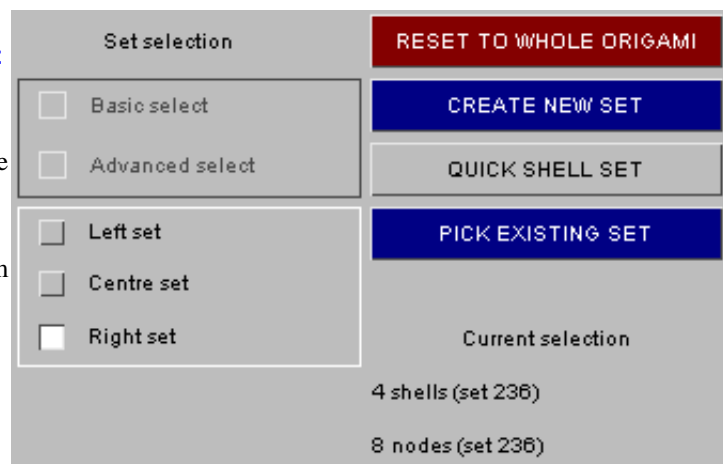 Set selection
RESET TO WHOLE ORIGAMI
Basic select
CREATE NEW SET
Advanced select
QUICK SHELL SET
Left set
PICK EXISTING SET
Centre set
Right set
Current selection
4 shells (set 236)
8 nodes (set 236)